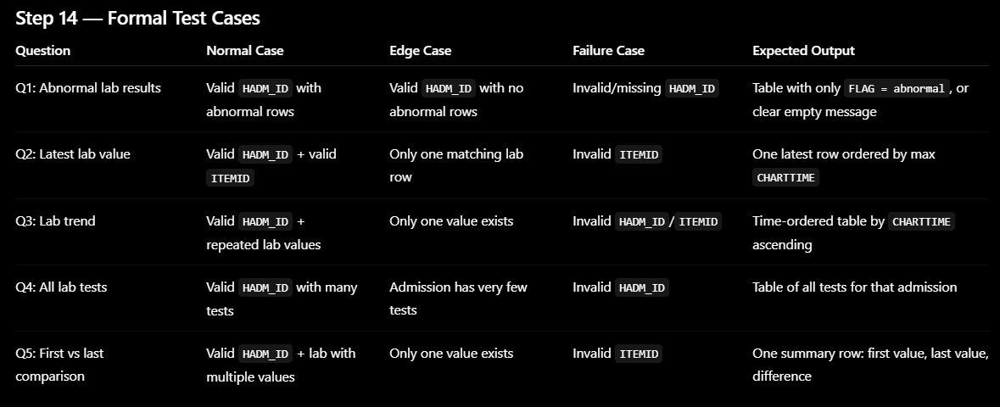 Step 14 — Formal Test Cases
Question Normal Case Edge Case Failure Case Expected Output
Q1: Abnormal lab results Valid HADM_ID with Valid HADM_ID with no Invalid/missing HADM_ID Table with only FLAG = abnormal, or
abnormal rows abnormal rows clear empty message
Q2: Latest lab value Valid HADM_ID + valid Only one matching lab Invalid ITEMID One latest row ordered by max
ITEMID row CHARTTIME
Q3: Lab trend Valid HADM_ID + Only one value exists Invalid HADM_ID/ITEMID Time-ordered table by CHARTTIME
repeated lab values ascending
Q4: All lab tests Valid HADM_ID with many Admission has very few Invalid HADM_ID Table of all tests for that admission
tests tests
Q5: First vs last Valid HADM_ID + lab with Only one value exists Invalid ITEMID One summary row: first value, last value,
comparison multiple values difference